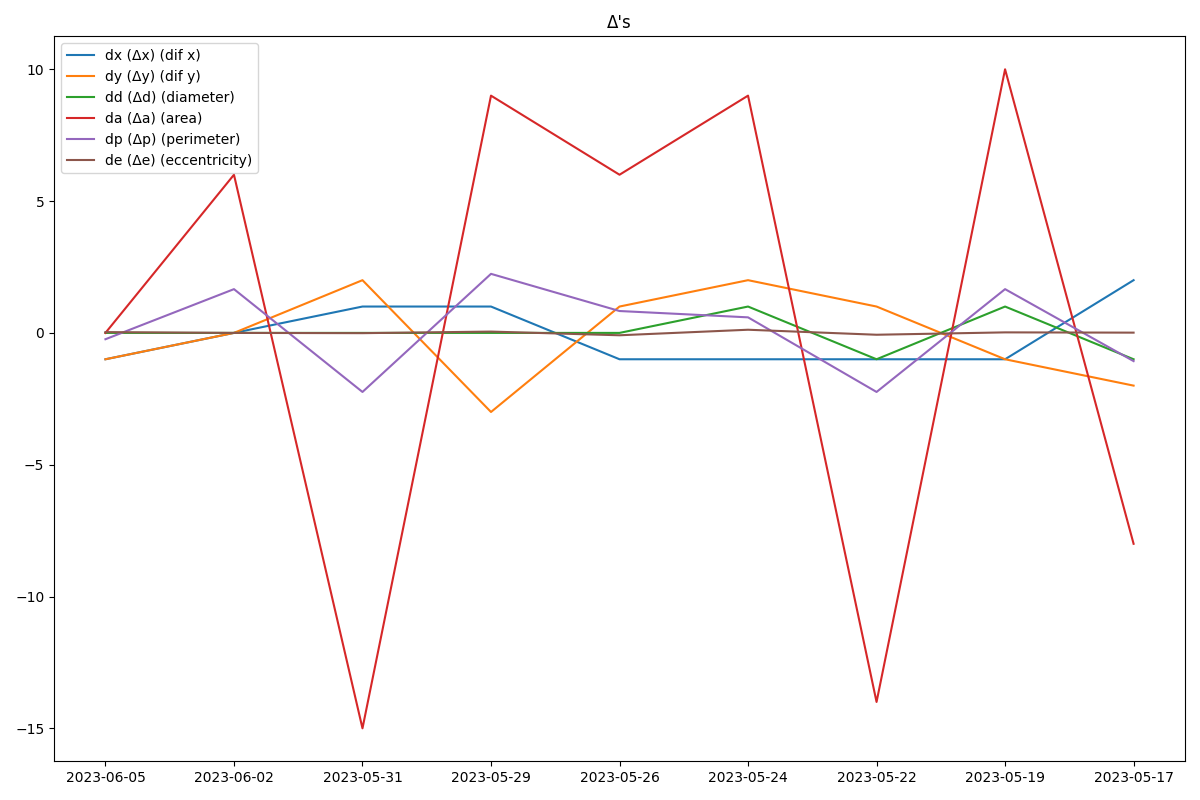 Δ's
dx (Δx) (dif x)
dy (Δy) (dif y)
dd (Δd) (diameter)
da (Δa) (area)
dp (Δp) (perimeter)
de (Δe) (eccentricity)
10
5
0
−5
−10
−15
2023-06-05 2023-06-02 2023-05-31 2023-05-29 2023-05-26 2023-05-24 2023-05-22 2023-05-19 2023-05-17